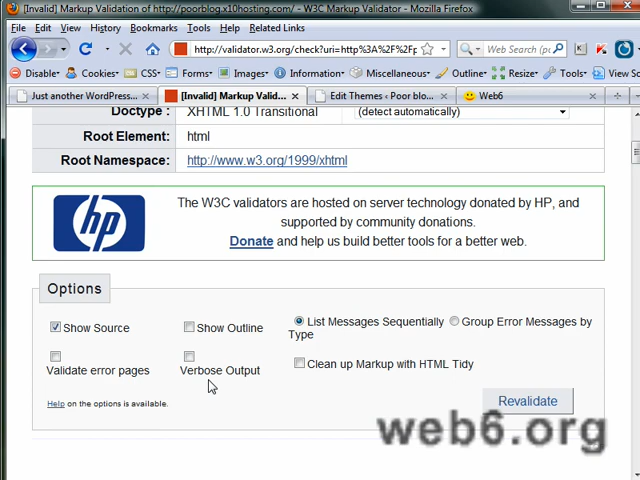 [Invalid] Markup Validation of http://poorblog.x10hosting.com/ - W3C Markup Validator - Mozilla Firefox
File Edit View History Bookmarks Tools Help Related Links
http://validator.w3.org/check?uri=http%3A%2F%2Fp
Web Search (pow
Disable Cookies CSS Forms Images Information Miscellaneous Outline Resize Tools
Just another WordPress... [Invalid] Markup Valid... Edit Themes ‹ Poor blo... Web6
Doctype : XHTML 1.0 Transitional (detect automatically)
Root Element: html
Root Namespace: http://www.w3.org/1999/xhtml
hp
The W3C validators are hosted on server technology donated by HP, and
supported by community donations.
Donate and help us build better tools for a better web.
Options
Show Source Show Outline List Messages Sequentially Group Error Messages by
Type
Validate error pages Verbose Output Clean up Markup with HTML Tidy
Help on the options is available.
Revalidate
web6.org